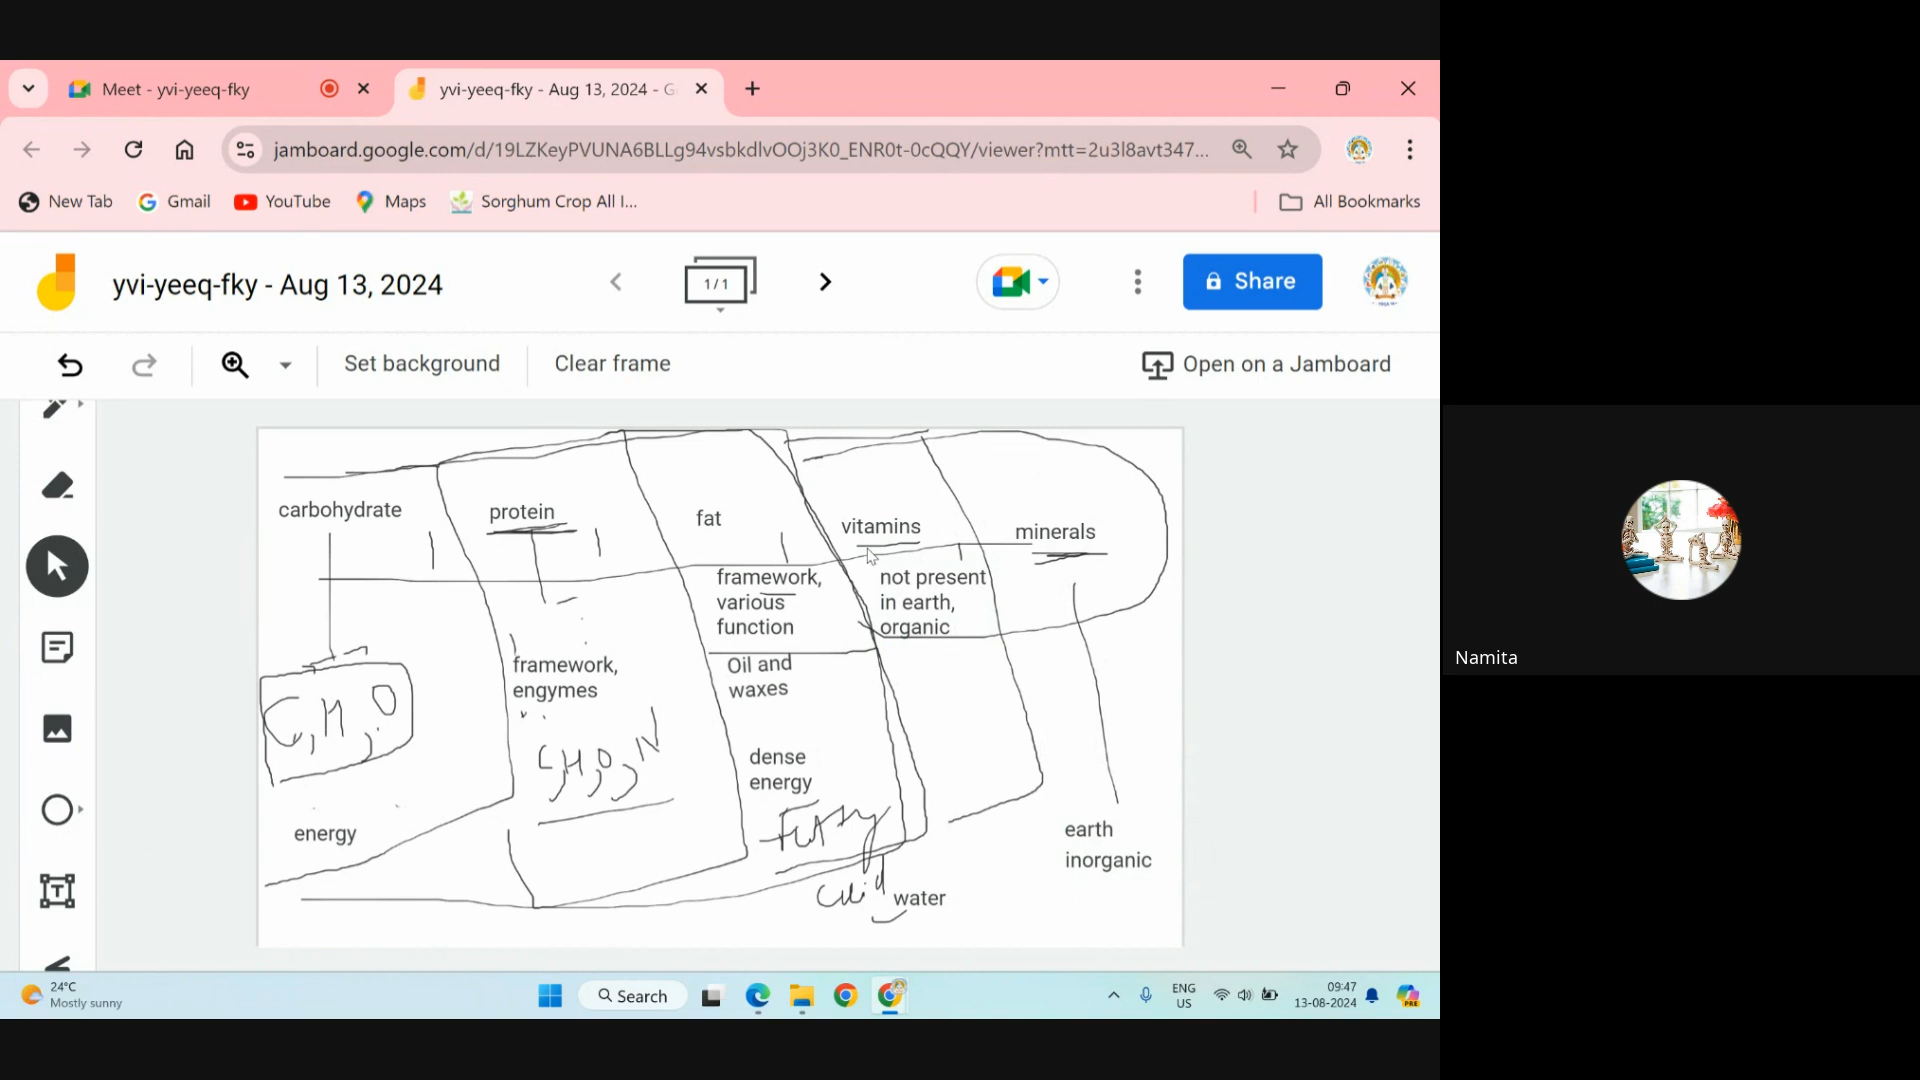 Meet - yvi-yeeq-fky
yvi-yeeq-fky - Aug 13, 2024 - G
jamboard.google.com/d/19LZKeyPVUNA6BLLg94vsbkdlvOOj3K0_ENR0t-0cQQY/viewer?mtt=2u3l8avt347...
New Tab
Gmail
YouTube
Maps
Sorghum Crop All I...
All Bookmarks
yvi-yeeq-fky - Aug 13, 2024
1/1
Share
Set background
Clear frame
Open on a Jamboard
carbohydrate
protein
fat
vitamins
minerals
framework,
various
function
not present
in earth,
organic
framework,
engymes
Oil and
waxes
C, H, O
C, H, O, N
dense
energy
energy
Fatty
acid
water
earth
inorganic
Namita
24°C
Mostly sunny
Search
ENG
US
09:47
13-08-2024
PRE